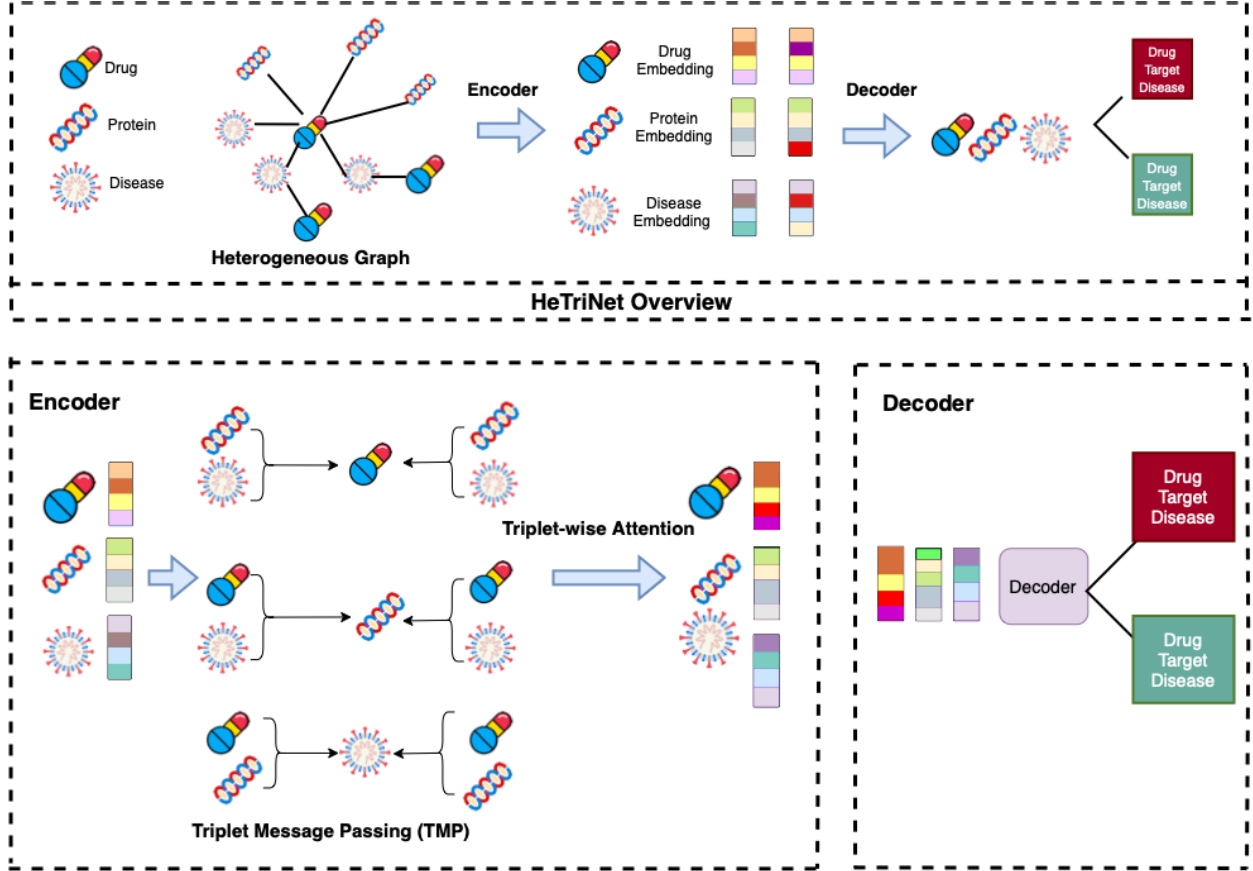 Drug
Protein
Disease
Heterogeneous Graph
Encoder
Drug
Embedding
Protein
Embedding
Disease
Embedding
Decoder
Drug
Target
Disease
Drug
Target
Disease
HeTriNet Overview
Encoder
Triplet-wise Attention
Triplet Message Passing (TMP)
Decoder
Decoder
Drug
Target
Disease
Drug
Target
Disease